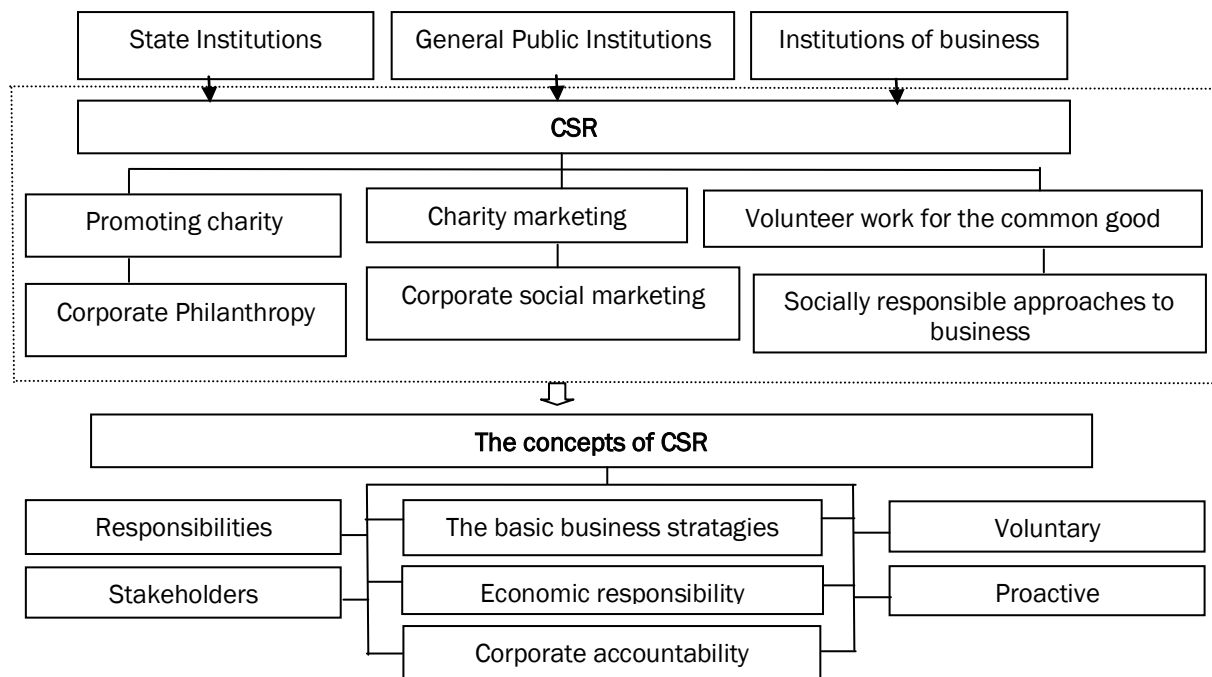 State Institutions
General Public Institutions
Institutions of business
CSR
Promoting charity
Charity marketing
Volunteer work for the common good
Corporate Philanthropy
Corporate social marketing
Socially responsible approaches to
business
The concepts of CSR
Responsibilities
The basic business stratagies
Voluntary
Stakeholders
Economic responsibility
Proactive
Corporate accountability